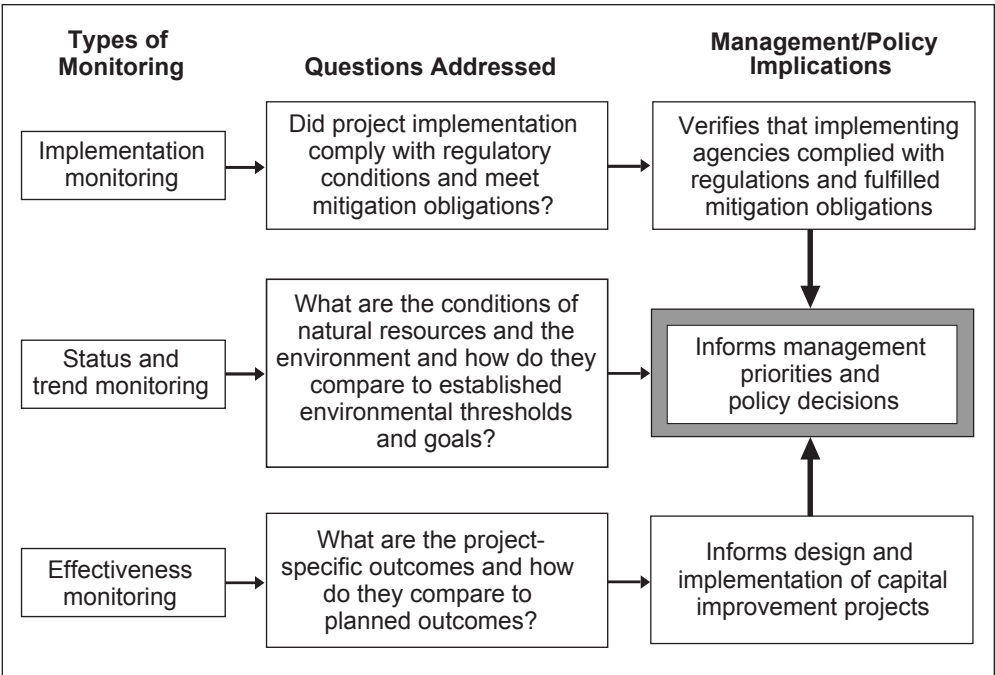 Types of
Monitoring
Questions Addressed
Management/Policy
Implications
Implementation
monitoring
Did project implementation
comply with regulatory
conditions and meet
mitigation obligations?
Verifies that implementing
agencies complied with
regulations and fulfilled
mitigation obligations
Status and
trend monitoring
What are the conditions of
natural resources and the
environment and how do they
compare to established
environmental thresholds
and goals?
Informs management
priorities and
policy decisions
Effectiveness
monitoring
What are the project-
specific outcomes and how
do they compare to
planned outcomes?
Informs design and
implementation of capital
improvement projects